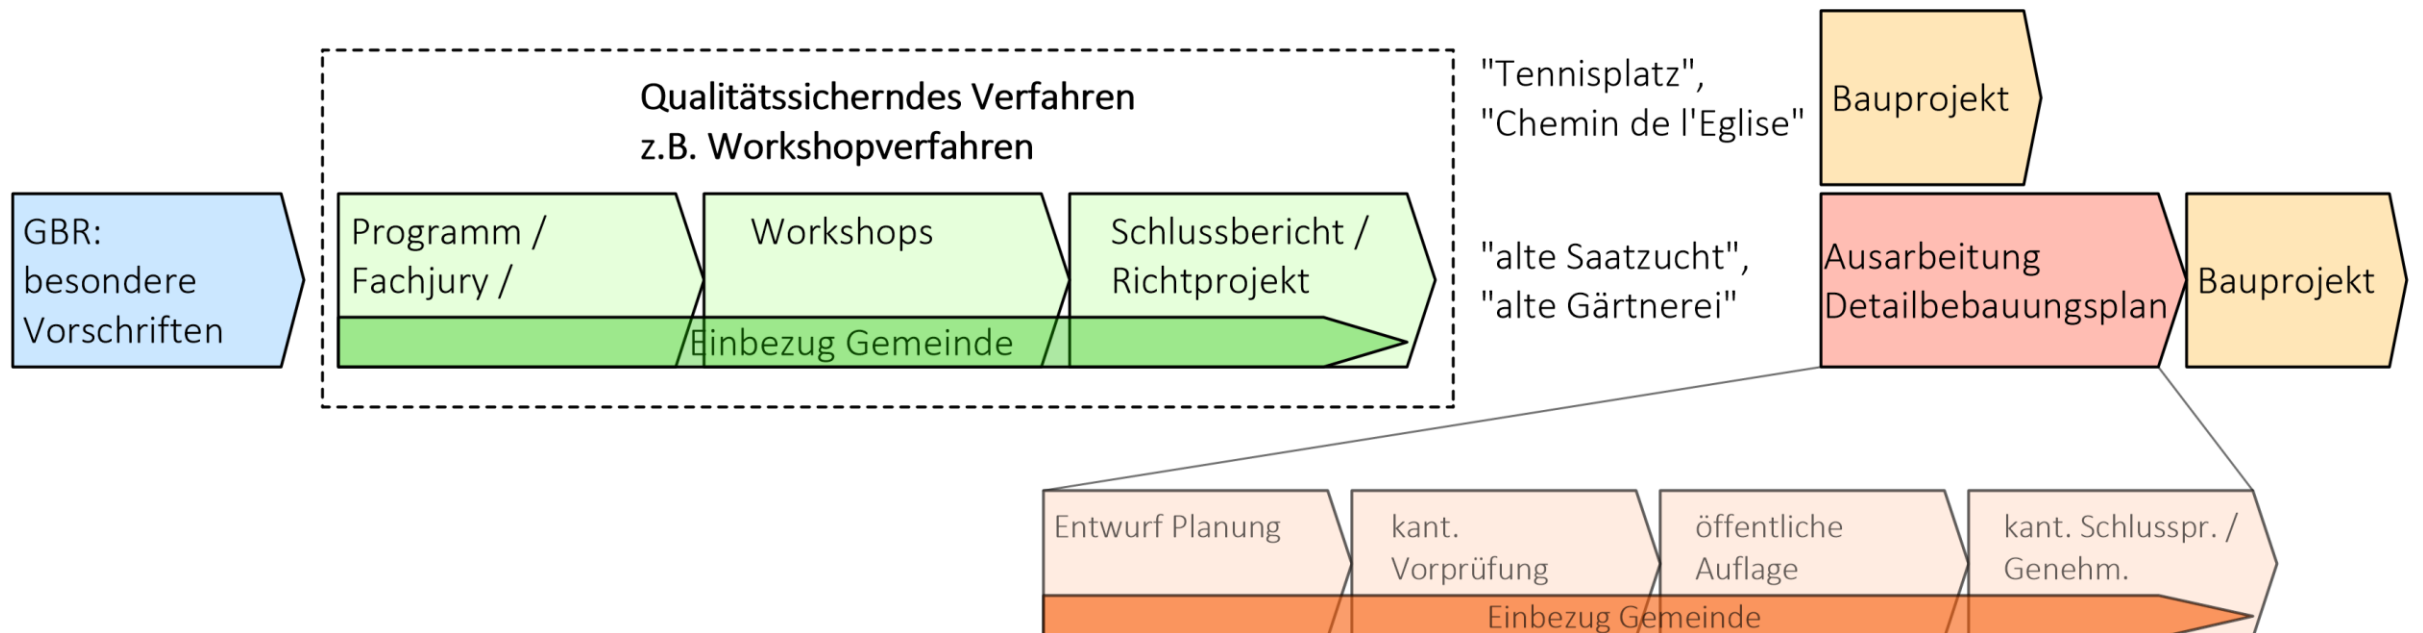 Qualitätssicherndes Verfahren
z.B. Workshopverfahren
"Tennisplatz",
"Chemin de l'Eglise"
Bauprojekt
GBR:
besondere
Vorschriften
Programm /
Fachjury /
Workshops
Schlussbericht /
Richtprojekt
Einbezug Gemeinde
"alte Saatzucht",
"alte Gärtnerei"
Ausarbeitung
Detailbebauungsplan
Bauprojekt
Entwurf Planung
kant.
Vorprüfung
öffentliche
Auflage
kant. Schlusspr. /
Genehm.
Einbezug Gemeinde